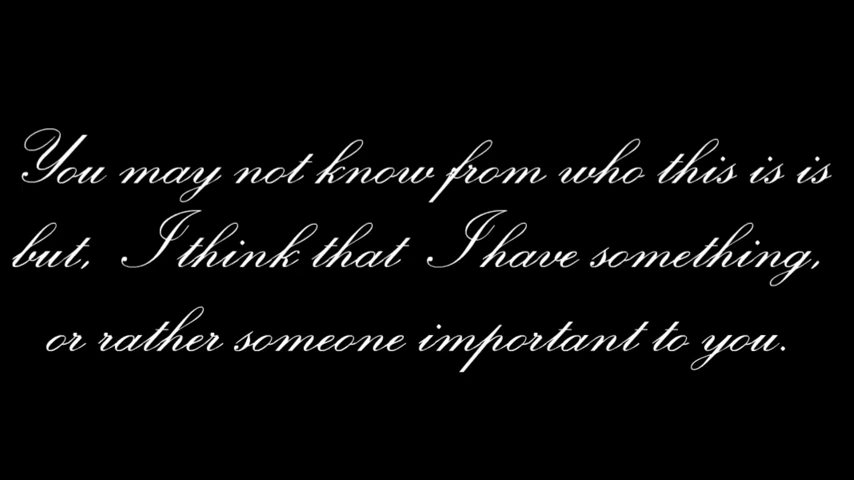 You may not know from who this is is
but, I think that I have something,
or rather someone important to you.